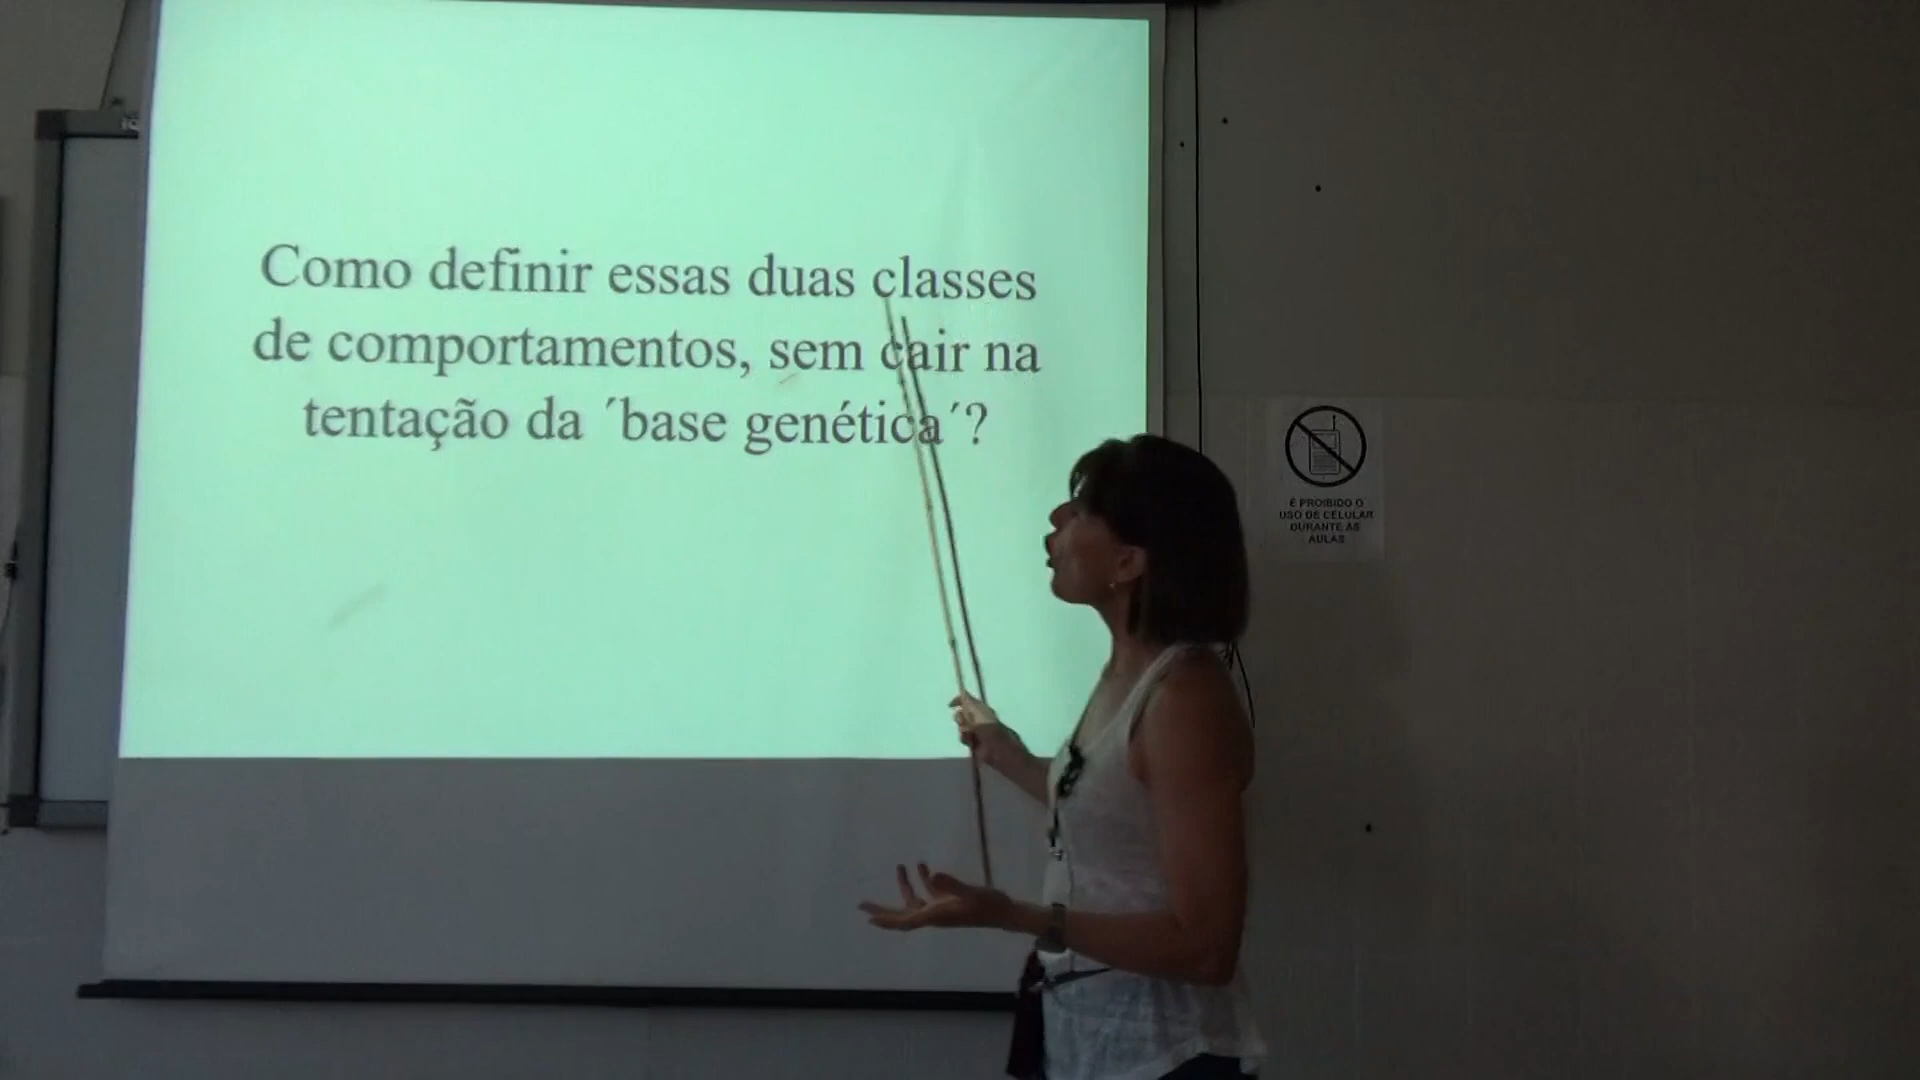 Como definir essas duas classes
de comportamentos, sem cair na
tentação da ´base genética´?
É PROIBIDO O
USO DE CELULAR
DURANTE AS
AULAS